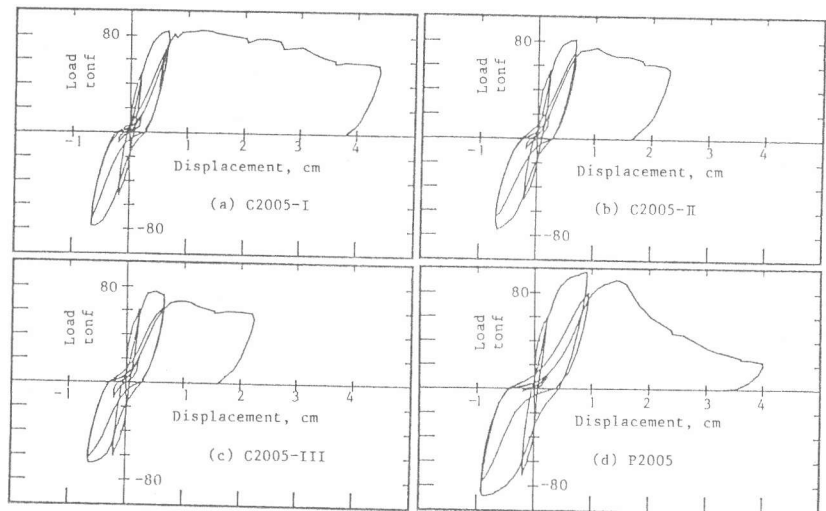 80
Load
tonf
-1
1
2
3
4
Displacement, cm
(a) C2005-I
-80
80
Load
tonf
-1
1
2
3
4
Displacement, cm
(b) C2005-II
-80
80
Load
tonf
-1
1
2
3
4
Displacement, cm
(c) C2005-III
-80
80
Load
tonf
-1
1
2
3
4
Displacement, cm
(d) P2005
-80